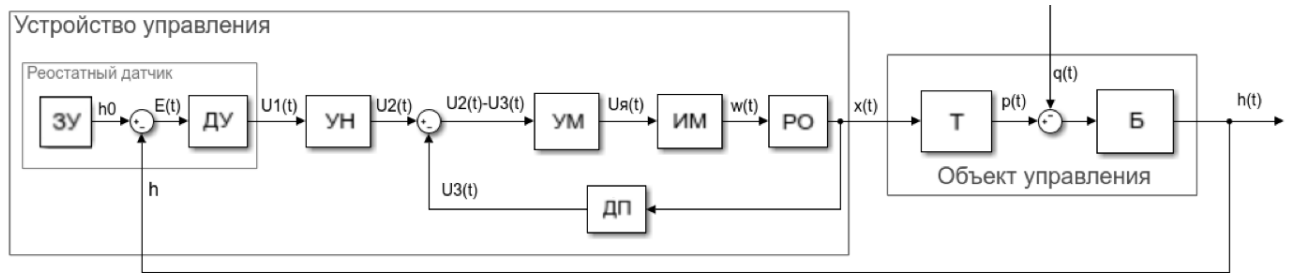 Устройство управления
Реостатный датчик
ЗУ
h0
E(t)
ДУ
U1(t)
УН
U2(t)
U2(t)-U3(t)
УМ
Uя(t)
ИМ
w(t)
РО
x(t)
Т
p(t)
q(t)
Б
h(t)
Объект управления
h
U3(t)
ДП